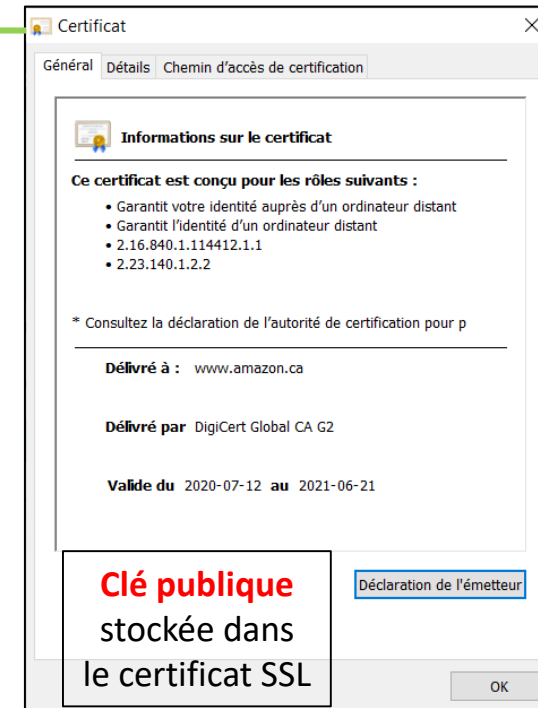 Certificat
Général Détails Chemin d'accès de certification
Informations sur le certificat
Ce certificat est conçu pour les rôles suivants :
• Garantit votre identité auprès d'un ordinateur distant
• Garantit l'identité d'un ordinateur distant
• 2.16.840.1.114412.1.1
• 2.23.140.1.2.2
* Consultez la déclaration de l'autorité de certification pour p
Délivré à : www.amazon.ca
Délivré par DigiCert Global CA G2
Valide du 2020-07-12 au 2021-06-21
Déclaration de l'émetteur
Clé publique
stockée dans
le certificat SSL
OK